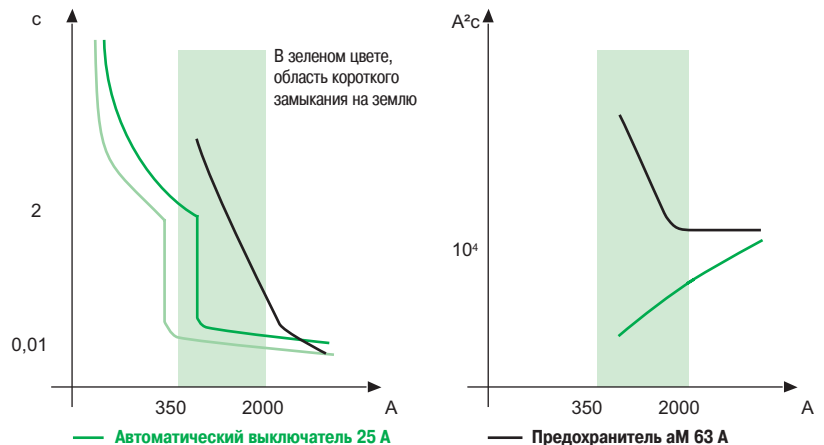 с
В зеленом цвете,
область короткого
замыкания на землю
2
0,01
350 2000 А
Автоматический выключатель 25 А
А²с
10⁴
350 2000 А
Предохранитель аМ 63 А